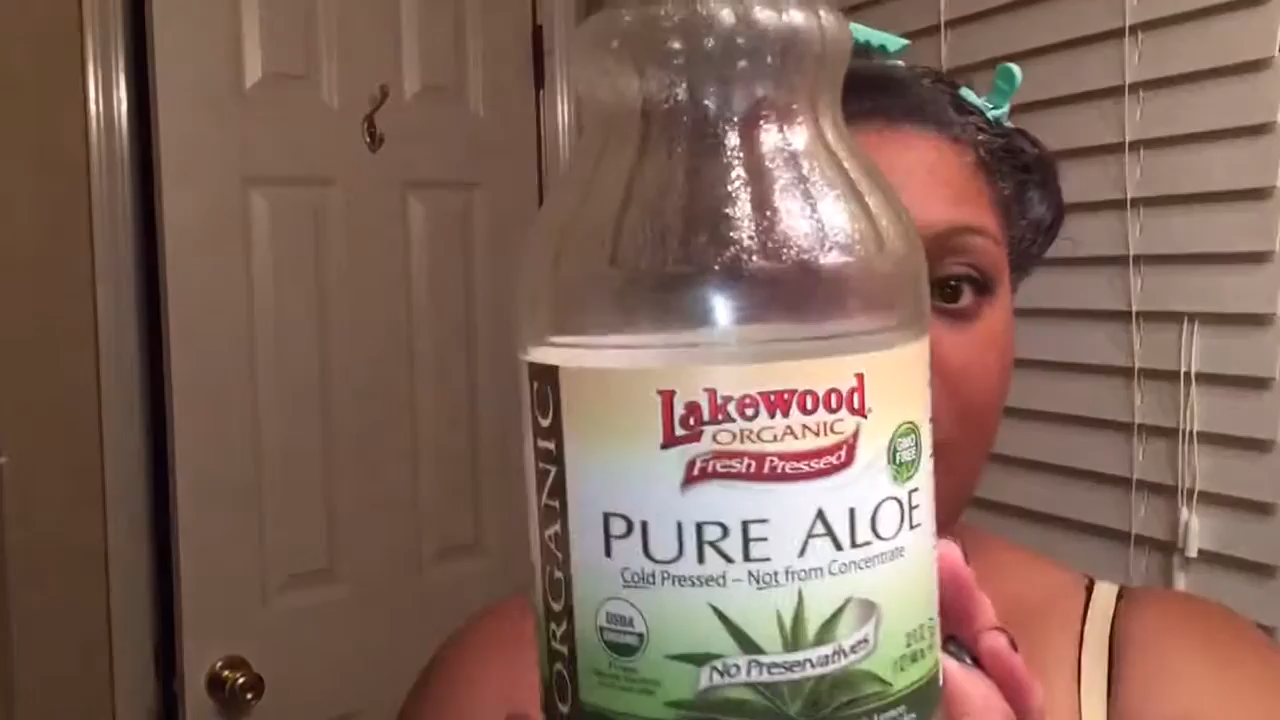 Lakewood
ORGANIC
Fresh Pressed
GMO
FREE
ORGANIC
PURE ALOE
Cold Pressed – Not from Concentrate
USDA
ORGANIC
No Preservatives